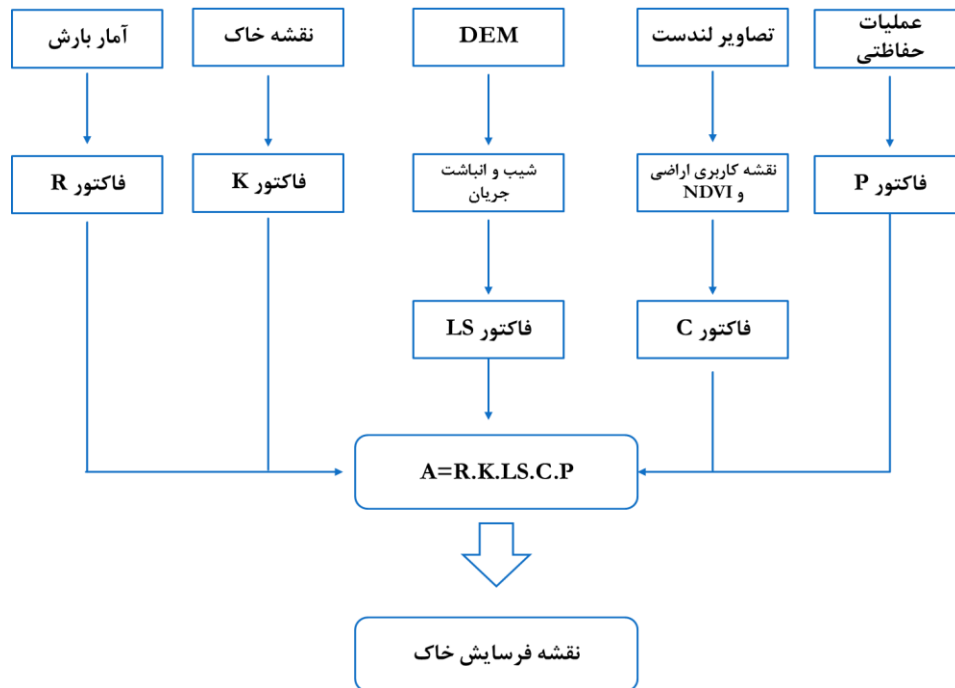 آمار بارش
نقشه خاک
DEM
تصاویر لندست
عملیات
حفاظتی
فاکتور R
فاکتور K
شیب و انباشت
جریان
نقشه کاربری اراضی
و NDVI
فاکتور P
فاکتور LS
فاکتور C
A=R.K.LS.C.P
نقشه فرسایش خاک